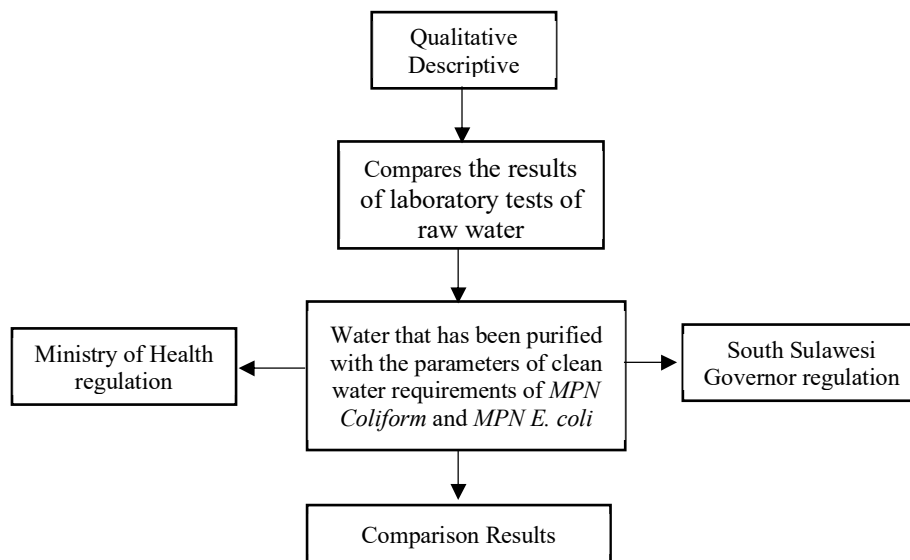 Qualitative
Descriptive
Compares the results
of laboratory tests of
raw water
Ministry of Health
regulation
Water that has been purified
with the parameters of clean
water requirements of MPN
Coliform and MPN E. coli
South Sulawesi
Governor regulation
Comparison Results